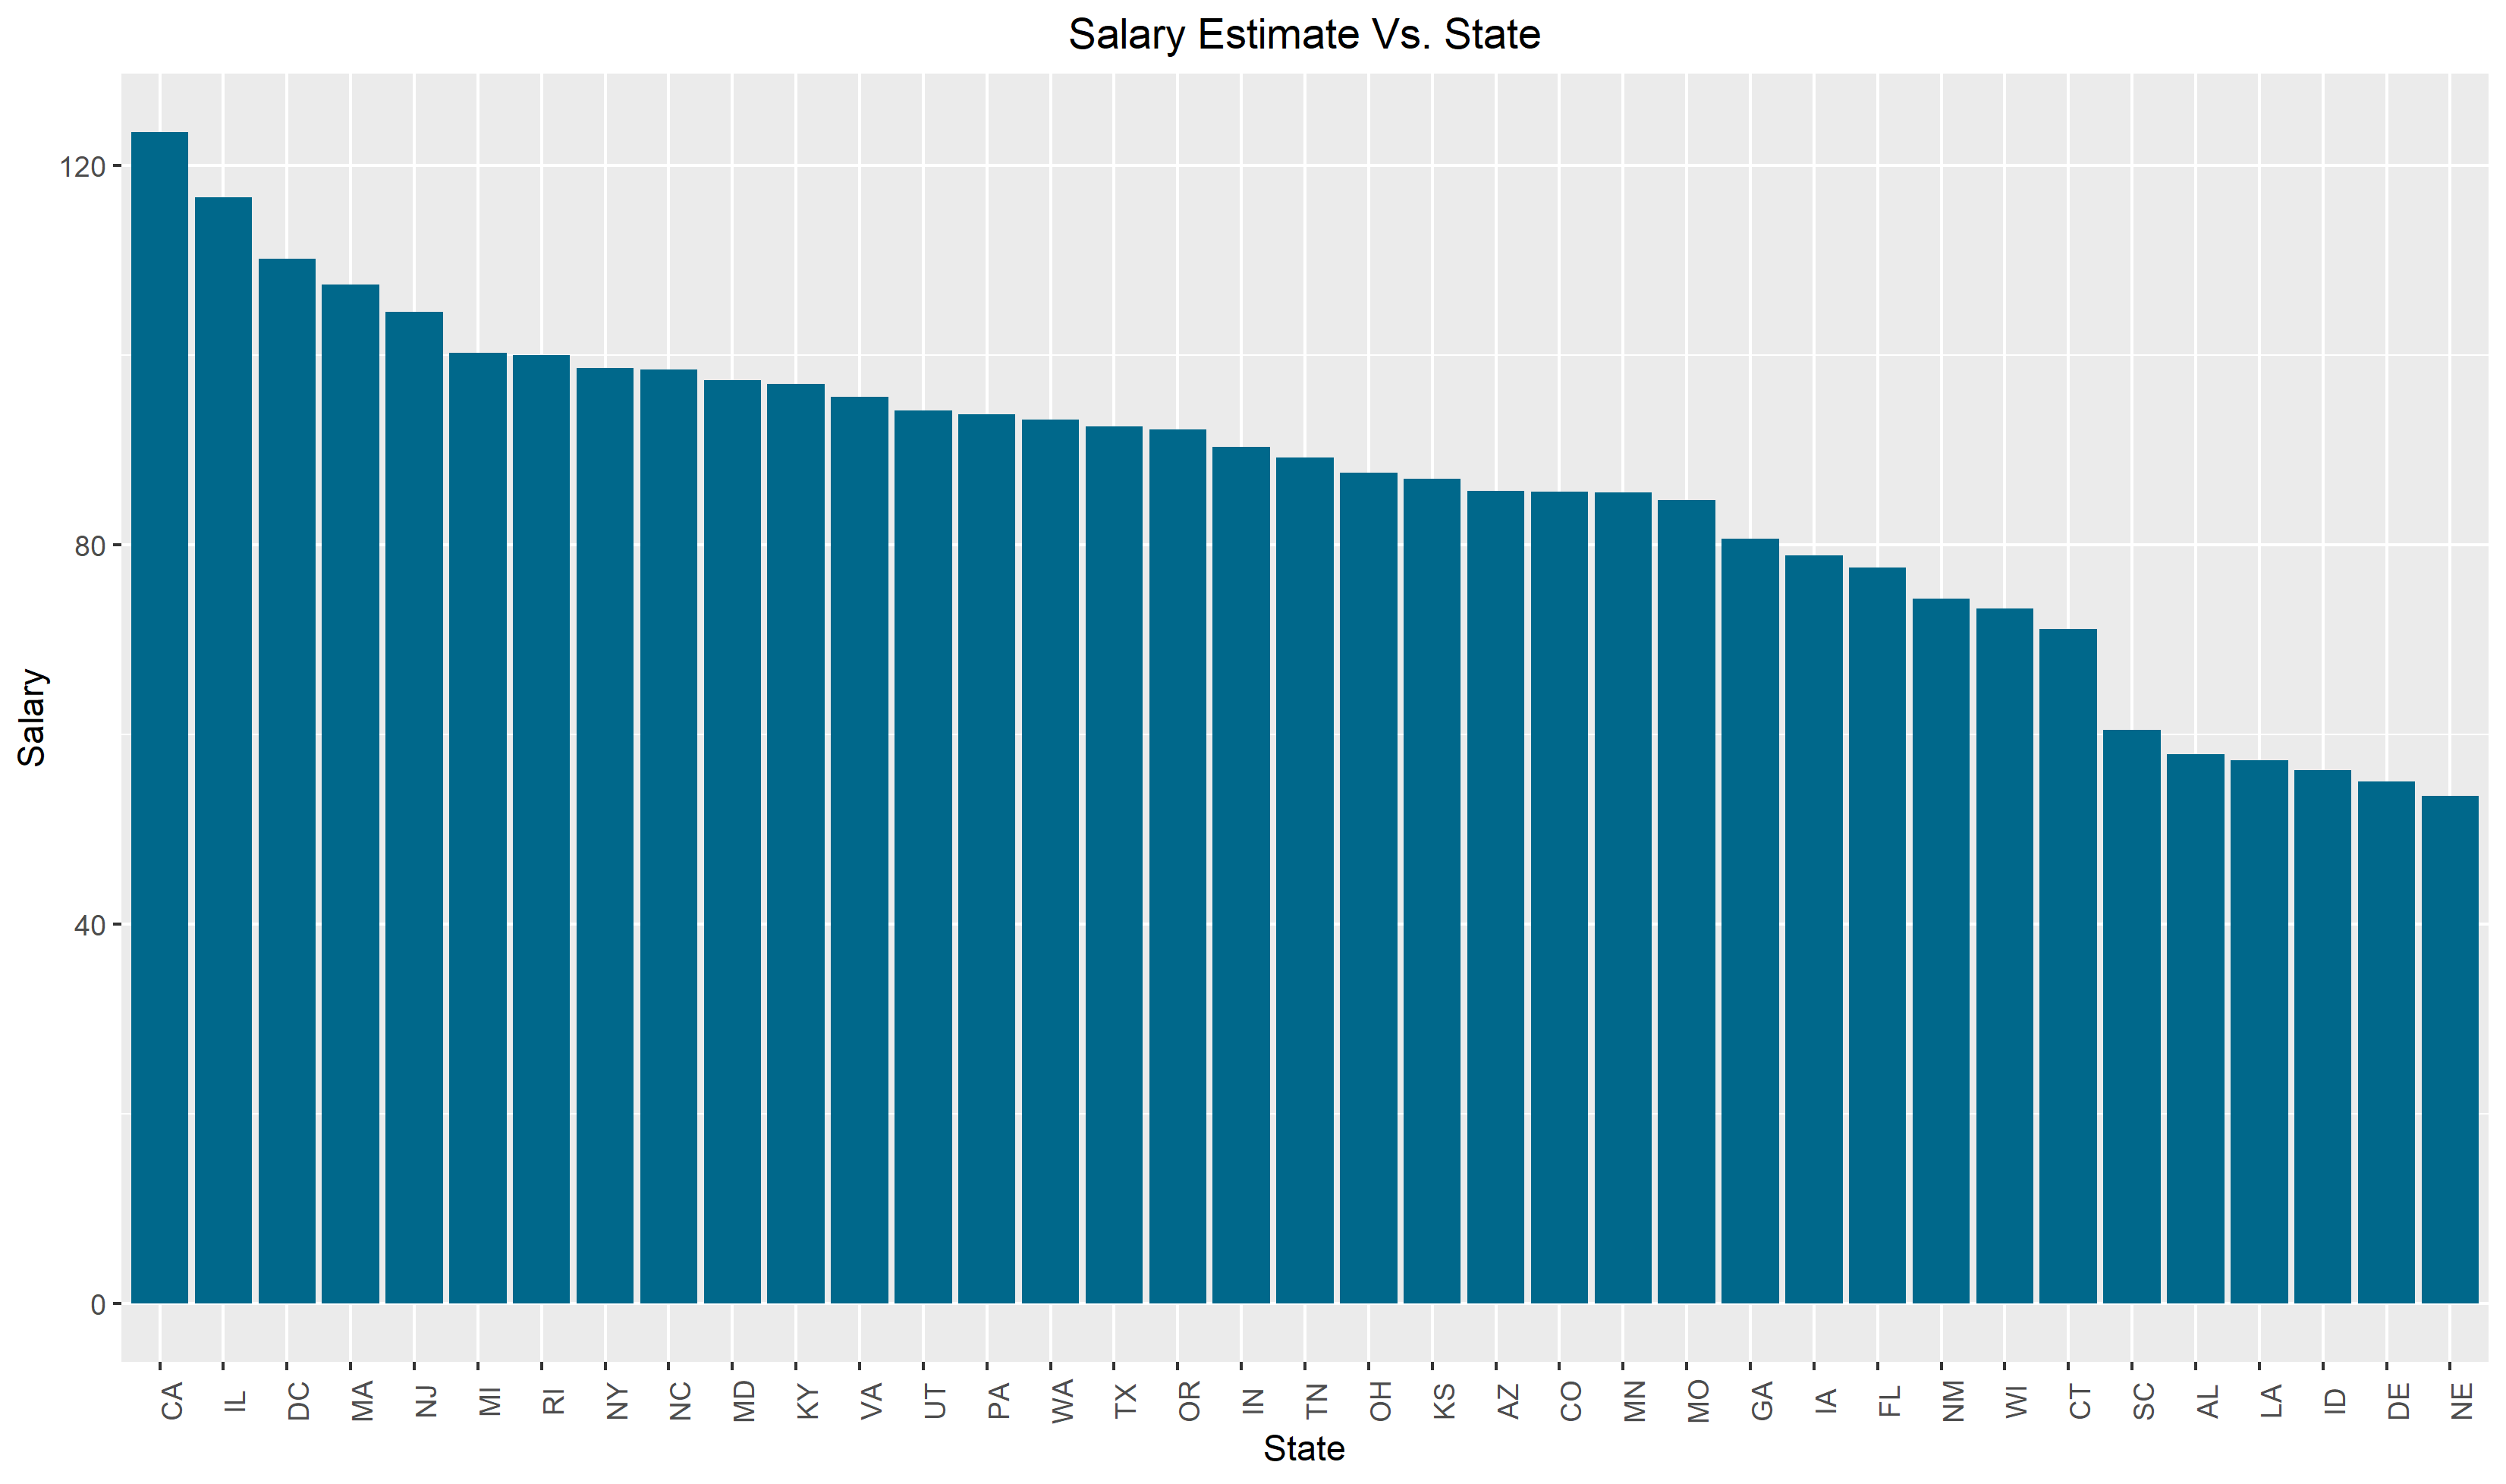 Salary Estimate Vs. State
Salary
120
80
40
0
CA IL DC MA NJ MI RI NY NC MD KY VA UT PA WA TX OR IN TN OH KS AZ CO MN MO GA IA FL NM WI CT SC AL LA ID DE NE
State